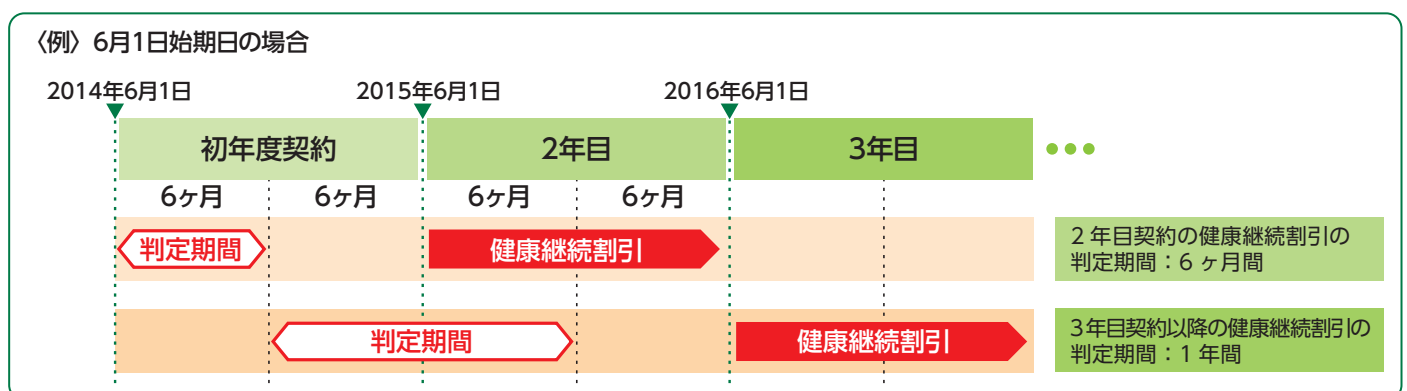 〈例〉6月1日始期日の場合
2014年6月1日 2015年6月1日 2016年6月1日
初年度契約 2年目 3年目
6ヶ月 6ヶ月 6ヶ月 6ヶ月
判定期間 健康継続割引
2年目契約の健康継続割引の
判定期間：6ヶ月間
判定期間 健康継続割引
3年目契約以降の健康継続割引の
判定期間：1年間